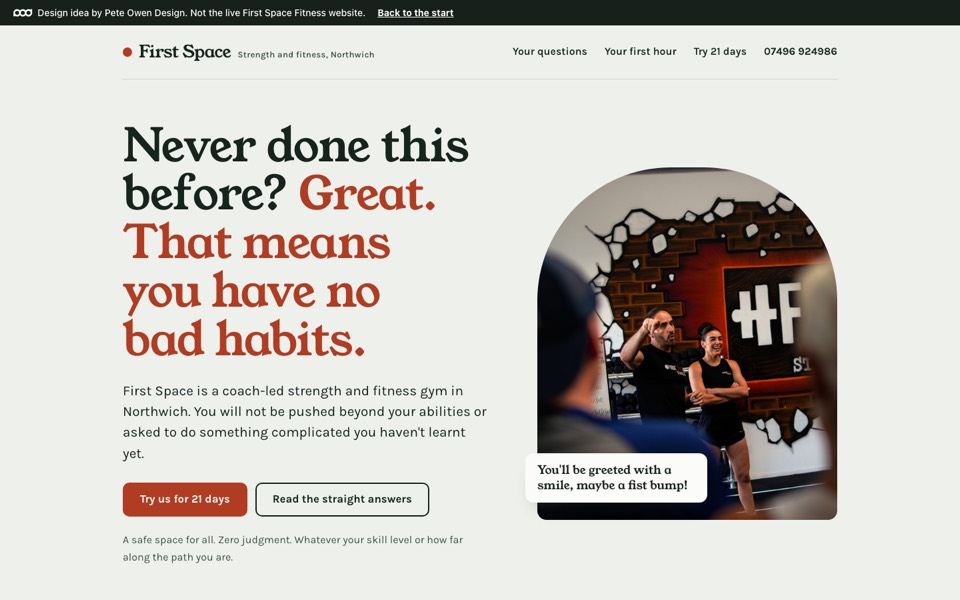 Design idea by Pete Owen Design. Not the live First Space Fitness website. Back to the start
First Space Strength and fitness, Northwich
Your questions Your first hour Try 21 days 07496 924986
Never done this
before? Great.
That means
you have no
bad habits.
First Space is a coach-led strength and fitness gym in
Northwich. You will not be pushed beyond your abilities or
asked to do something complicated you haven't learnt
yet.
Try us for 21 days
Read the straight answers
A safe space for all. Zero judgment. Whatever your skill level or how far
along the path you are.
HF
ST
You'll be greeted with a
smile, maybe a fist bump!